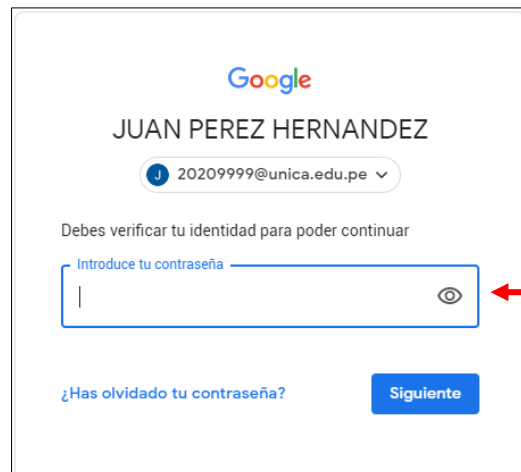 Google
JUAN PEREZ HERNANDEZ
J 20209999@unica.edu.pe
Debes verificar tu identidad para poder continuar
Introduce tu contraseña
¿Has olvidado tu contraseña? Siguiente